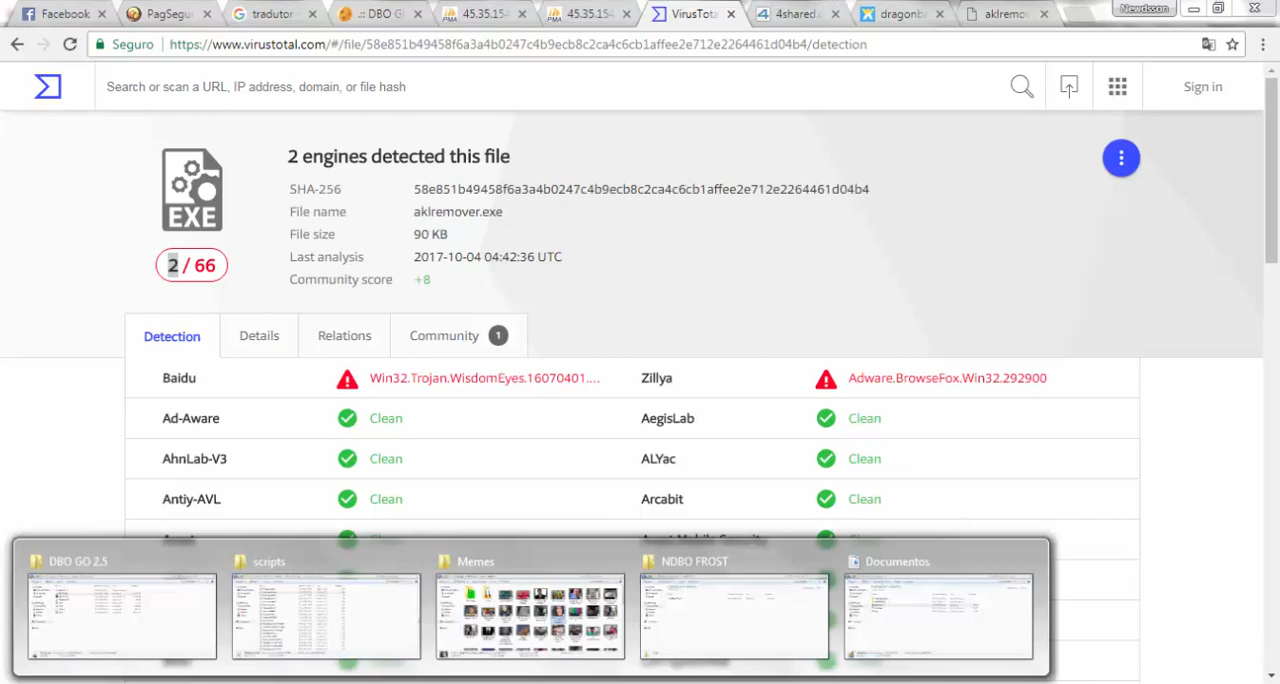 Facebook
PagSegu
tradutor
.:: DBO G
45.35.154
45.35.154
VirusTota
4shared.c
dragonba
aklremov
Newdsson
Seguro
https://www.virustotal.com/#/file/58e851b49458f6a3a4b0247c4b9ecb8c2ca4c6cb1affee2e712e2264461d04b4/detection
Search or scan a URL, IP address, domain, or file hash
Sign in
2 engines detected this file
SHA-256 58e851b49458f6a3a4b0247c4b9ecb8c2ca4c6cb1affee2e712e2264461d04b4
File name aklremover.exe
File size 90 KB
Last analysis 2017-10-04 04:42:36 UTC
Community score +8
EXE
2 / 66
Detection Details Relations Community 1
Baidu Win32.Trojan.WisdomEyes.16070401.... Zillya Adware.BrowseFox.Win32.292900
Ad-Aware Clean AegisLab Clean
AhnLab-V3 Clean ALYac Clean
Antiy-AVL Clean Arcabit Clean
DBO GO 2.5
scripts
Memes
NDBO FROST
Documentos